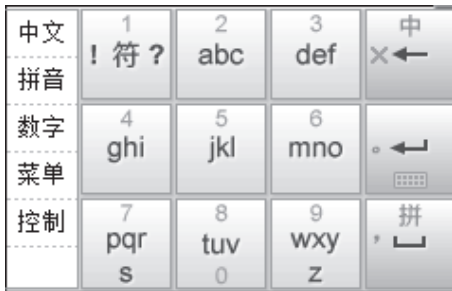 中文
拼音
数字
菜单
控制
1
! 符 ?
2
abc
3
def
中
×←
4
ghi
5
jkl
6
mno
。
7
pqr
s
8
tuv
0
9
wxy
z
拼
，